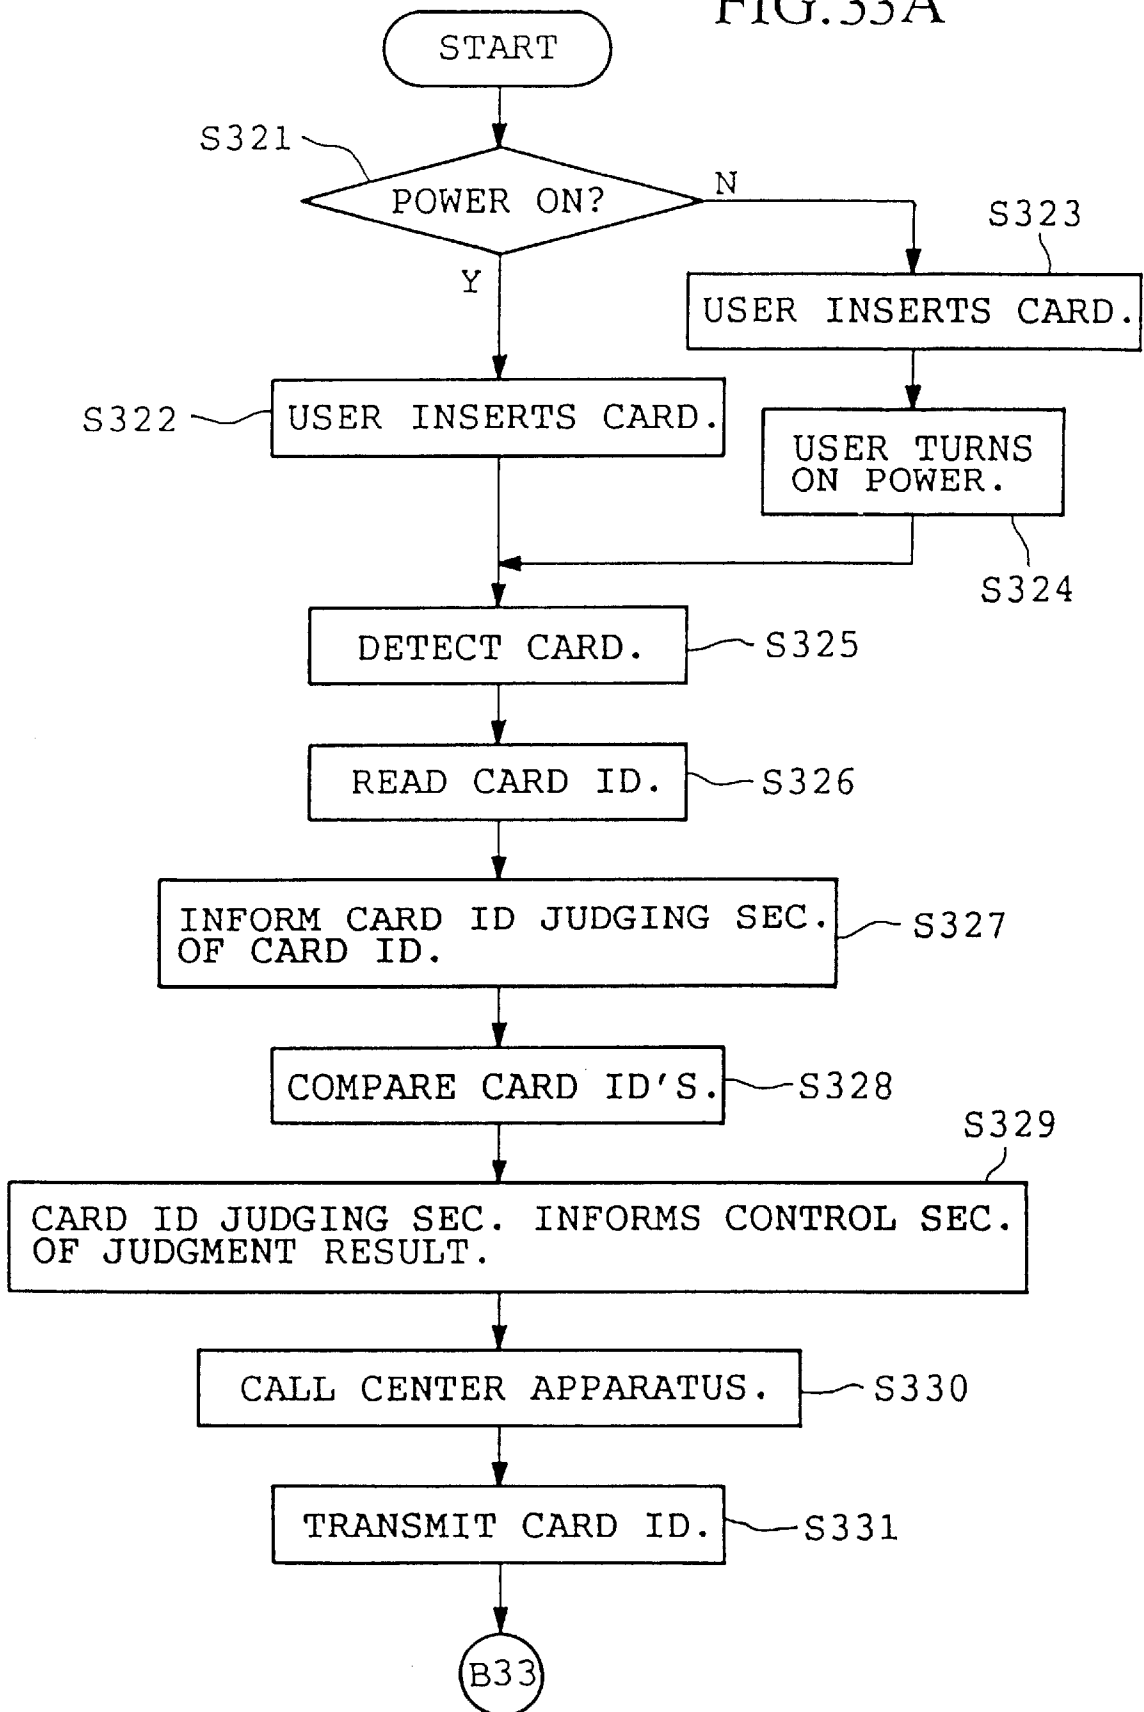 FIG.33A
START
S321
POWER ON?
N
Y
S323
USER INSERTS CARD.
S322
USER INSERTS CARD.
USER TURNS
ON POWER.
S324
DETECT CARD.
S325
READ CARD ID.
S326
INFORM CARD ID JUDGING SEC.
OF CARD ID.
S327
COMPARE CARD ID'S.
S328
S329
CARD ID JUDGING SEC. INFORMS CONTROL SEC.
OF JUDGMENT RESULT.
CALL CENTER APPARATUS.
S330
TRANSMIT CARD ID.
S331
B33